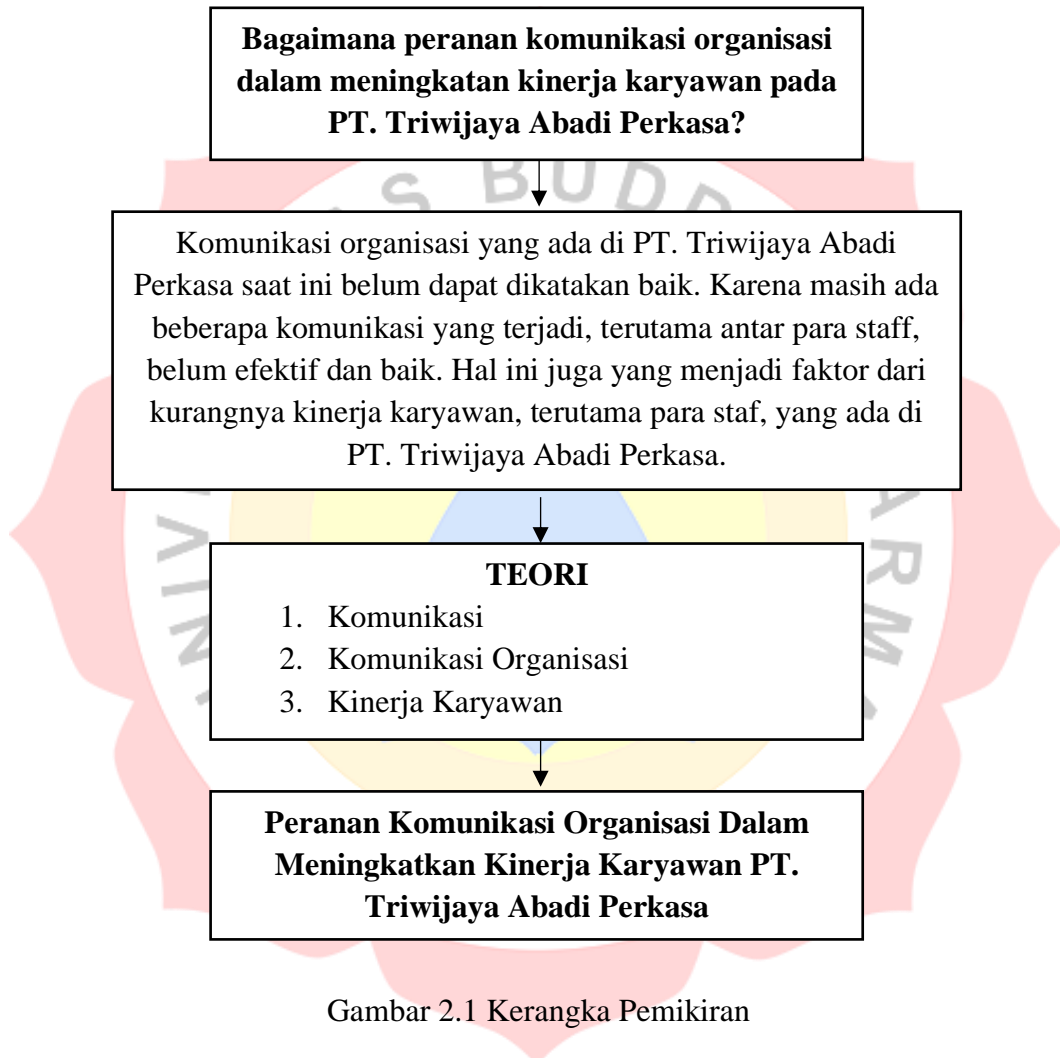 Bagaimana peranan komunikasi organisasi
dalam meningkatan kinerja karyawan pada
PT. Triwijaya Abadi Perkasa?
Komunikasi organisasi yang ada di PT. Triwijaya Abadi
Perkasa saat ini belum dapat dikatakan baik. Karena masih ada
beberapa komunikasi yang terjadi, terutama antar para staff,
belum efektif dan baik. Hal ini juga yang menjadi faktor dari
kurangnya kinerja karyawan, terutama para staf, yang ada di
PT. Triwijaya Abadi Perkasa.
TEORI
1. Komunikasi
2. Komunikasi Organisasi
3. Kinerja Karyawan
Peranan Komunikasi Organisasi Dalam
Meningkatkan Kinerja Karyawan PT.
Triwijaya Abadi Perkasa
Gambar 2.1 Kerangka Pemikiran